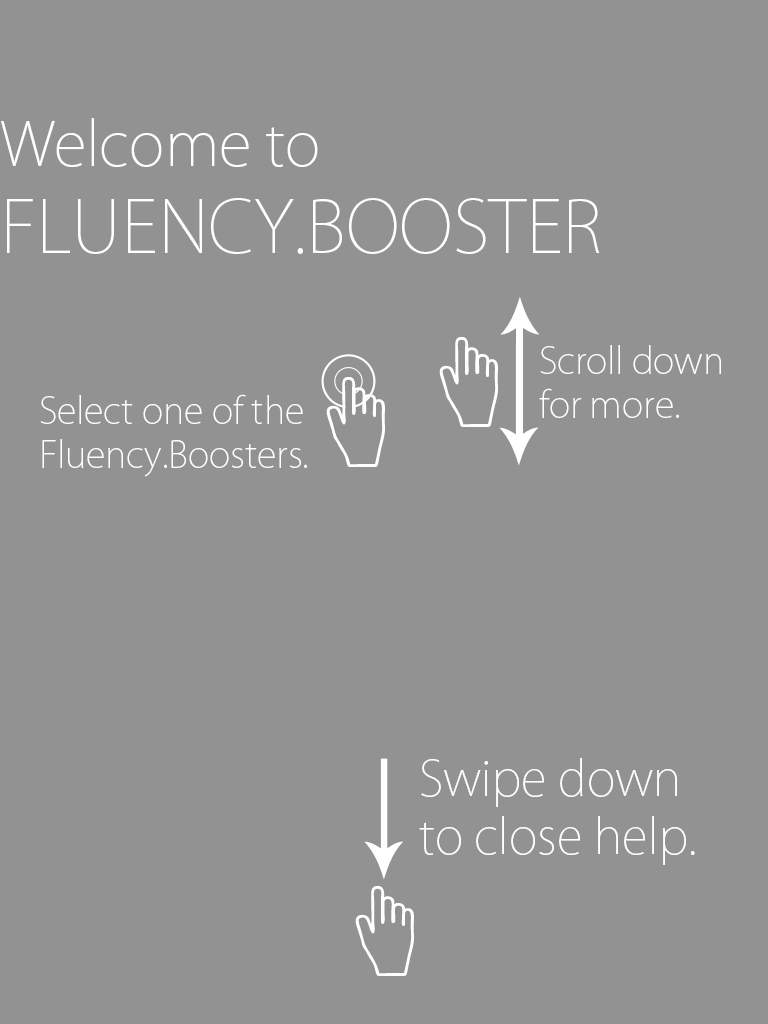 Welcome to
FLUENCY.BOOSTER
Select one of the
Fluency.Boosters.
Scroll down
for more.
Swipe down
to close help.